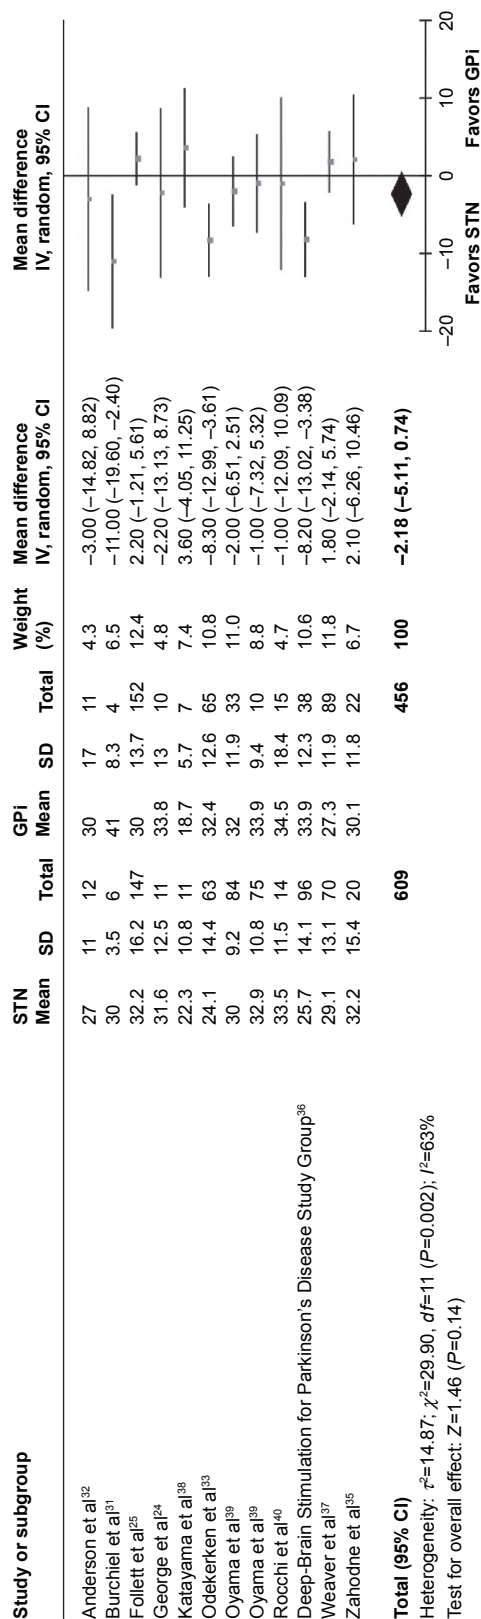 STN GPi Weight Mean difference Mean difference
Study or subgroup Mean SD Total Mean SD Total (%) IV, random, 95% CI IV, random, 95% CI
Anderson et al32 27 11 12 30 17 11 4.3 −3.00 (−14.82, 8.82)
Burchiel et al31 30 3.5 6 41 8.3 4 6.5 −11.00 (−19.60, −2.40)
Follett et al25 32.2 16.2 147 30 13.7 152 12.4 2.20 (−1.21, 5.61)
George et al24 31.6 12.5 11 33.8 13 10 4.8 −2.20 (−13.13, 8.73)
Katayama et al38 22.3 10.8 11 18.7 5.7 7 7.4 3.60 (−4.05, 11.25)
Odekerken et al33 24.1 14.4 63 32.4 12.6 65 10.8 −8.30 (−12.99, −3.61)
Oyama et al39 30 9.2 84 32 11.9 33 11.0 −2.00 (−6.51, 2.51)
Oyama et al39 32.9 10.8 75 33.9 9.4 10 8.8 −1.00 (−7.32, 5.32)
Rocchi et al40 33.5 11.5 14 34.5 18.4 15 4.7 −1.00 (−12.09, 10.09)
Deep-Brain Stimulation for Parkinson's Disease Study Group36 25.7 14.1 96 33.9 12.3 38 10.6 −8.20 (−13.02, −3.38)
Weaver et al37 29.1 13.1 70 27.3 11.9 89 11.8 1.80 (−2.14, 5.74)
Zahodne et al35 32.2 15.4 20 30.1 11.8 22 6.7 2.10 (−6.26, 10.46)
Total (95% CI) 609 456 100 −2.18 (−5.11, 0.74)
Heterogeneity: τ2=14.87; χ2=29.90, df=11 (P=0.002); I2=63%
Test for overall effect: Z=1.46 (P=0.14)
−20 −10 0 10 20
Favors STN Favors GPi